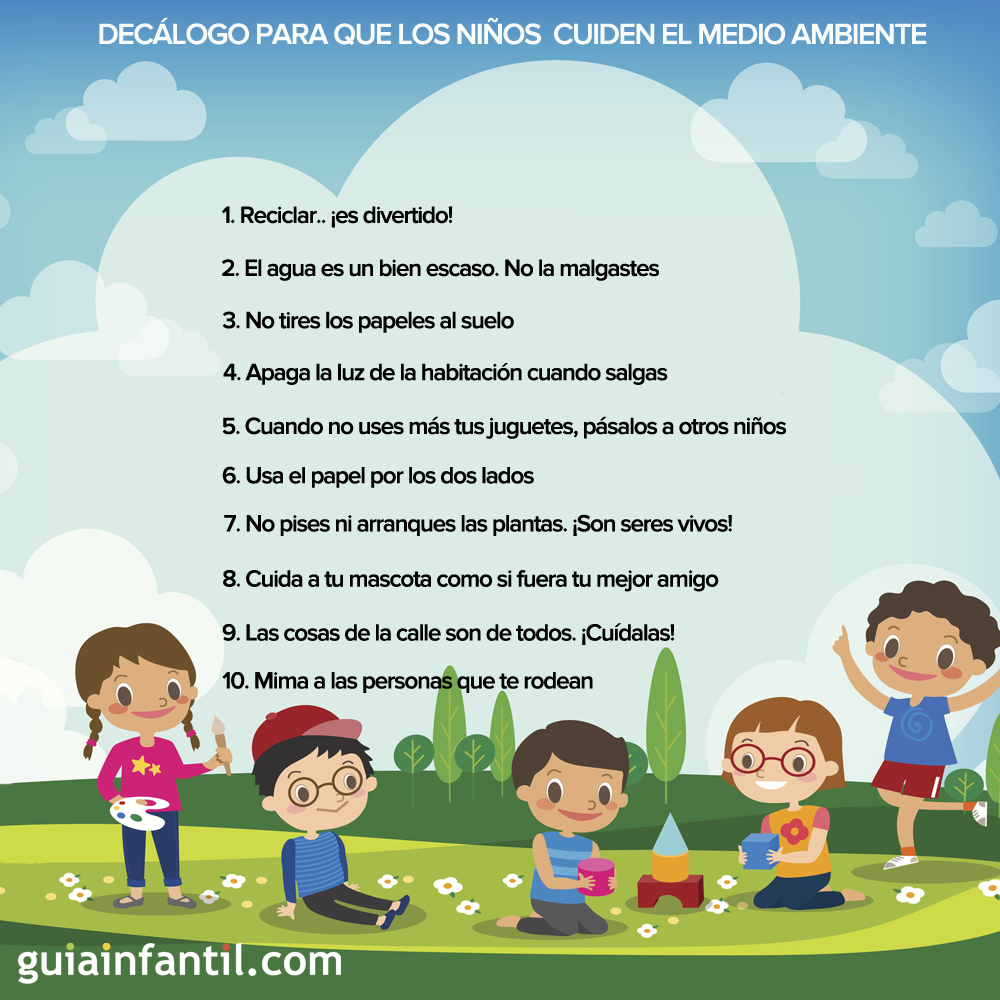 DECÁLOGO PARA QUE LOS NIÑOS CUIDEN EL MEDIO AMBIENTE
1. Reciclar.. ¡es divertido!
2. El agua es un bien escaso. No la malgastes
3. No tires los papeles al suelo
4. Apaga la luz de la habitación cuando salgas
5. Cuando no uses más tus juguetes, pásalos a otros niños
6. Usa el papel por los dos lados
7. No pises ni arranques las plantas. ¡Son seres vivos!
8. Cuida a tu mascota como si fuera tu mejor amigo
9. Las cosas de la calle son de todos. ¡Cuídalas!
10. Mima a las personas que te rodean
guiainfantil.com